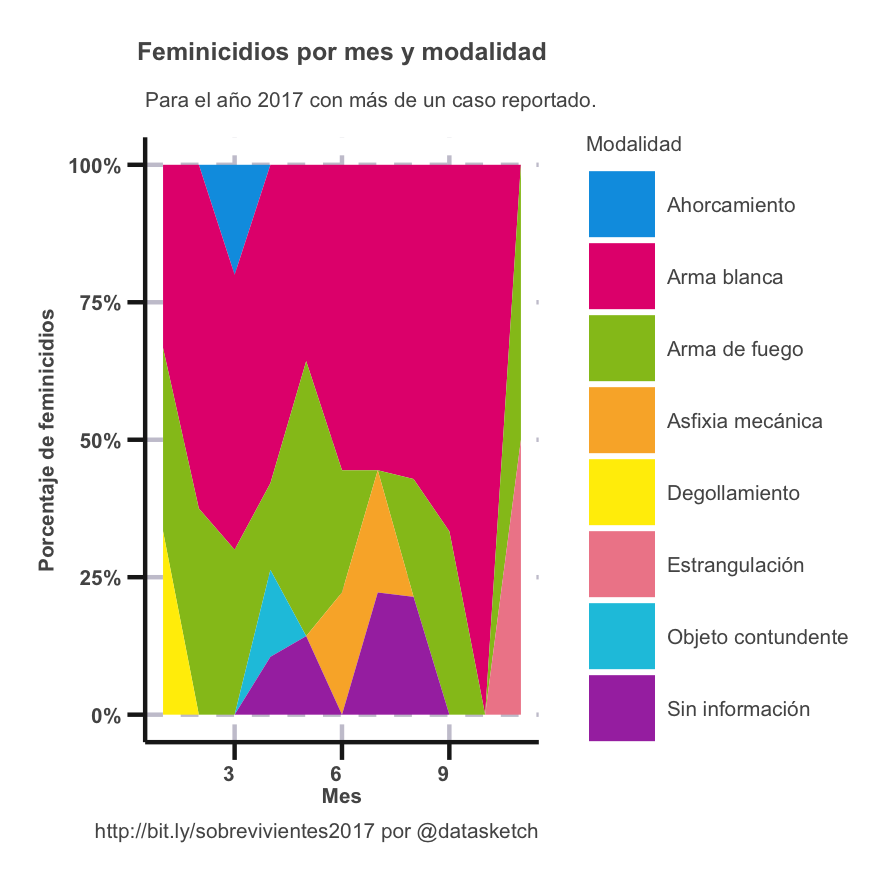 Feminicidios por mes y modalidad
Para el año 2017 con más de un caso reportado.
Porcentaje de feminicidios
100%
75%
50%
25%
0%
3
6
9
Mes
Modalidad
Ahorcamiento
Arma blanca
Arma de fuego
Asfixia mecánica
Degollamiento
Estrangulación
Objeto contundente
Sin información
http://bit.ly/sobrevivientes2017 por @datasketch